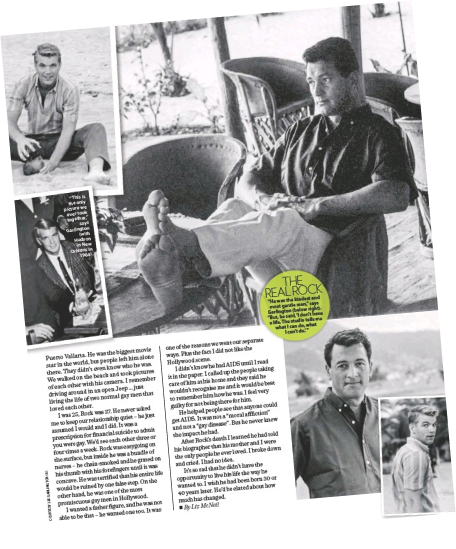 "This is
the only
picture we
ever took
together,"
says
Garlington
(with
Hudson
in New
Orleans in
1963)
THE
REAL ROCK
"He was the kindest and
most gentle man," says
Garlington (below right).
"But, he said, 'I don't have
a life. The studio tells me
what I can do, what
I can't do.'"
Puerto Vallarta. He was the biggest movie
star in the world, but people left him alone
there. They didn't even know who he was.
We walked on the beach and took pictures
of each other with his camera. I remember
driving around in an open Jeep ... just
living the life of two normal gay men that
loved each other.
I was 25, Rock was 37. He never asked
me to keep our relationship quiet – he just
assumed I would and I did. It was a
prescription for financial suicide to admit
you were gay. We'd see each other three or
four times a week. Rock was easygoing on
the surface, but inside he was a bundle of
nerves – he chain-smoked and he gnawed on
his thumb with his forefingers until it was
concave. He was terrified that his entire life
would be ruined by one false step. On the
other hand, he was one of the most
promiscuous gay men in Hollywood.
I wanted a father figure, and he was not
able to be that – he wanted one too. It was
one of the reasons we went our separate
ways. Plus the fact I did not like the
Hollywood scene.
I didn't know he had AIDS until I read
it in the paper. I called up the people taking
care of him at his home and they said he
wouldn't recognise me and it would be best
to remember him how he was. I feel very
guilty for not being there for him.
He helped people see that anyone could
get AIDS. It was not a "moral affliction"
and not a "gay disease". But he never knew
the impact he had.
After Rock's death I learned he had told
his biographer that his mother and I were
the only people he ever loved. I broke down
and cried. I had no idea.
It's so sad that he didn't have the
opportunity to live his life the way he
wanted to. I wish he had been born 30 or
40 years later. He'd be elated about how
much has changed.
■ By Liz McNeil